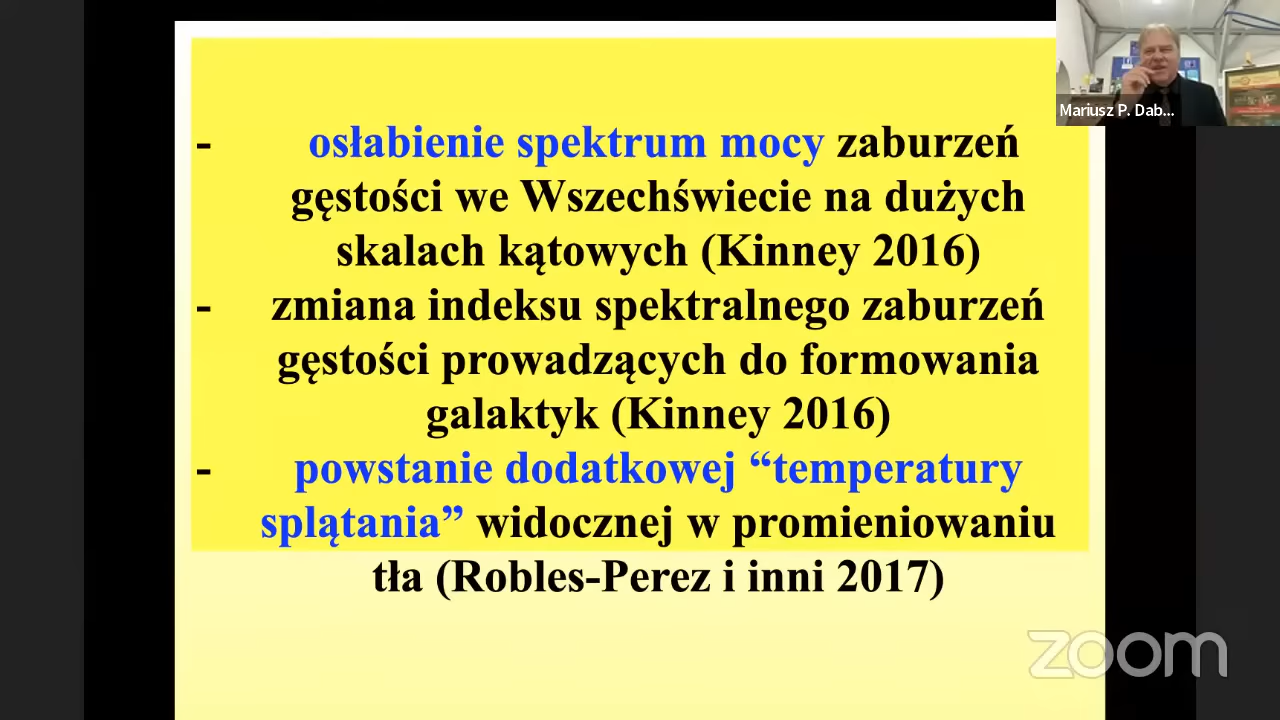 Mariusz P. Dab...
- osłabienie spektrum mocy zaburzeń
gęstości we Wszechświecie na dużych
skalach kątowych (Kinney 2016)
- zmiana indeksu spektralnego zaburzeń
gęstości prowadzących do formowania
galaktyk (Kinney 2016)
- powstanie dodatkowej “temperatury
splątania” widocznej w promieniowaniu
tła (Robles-Perez i inni 2017)
zoom